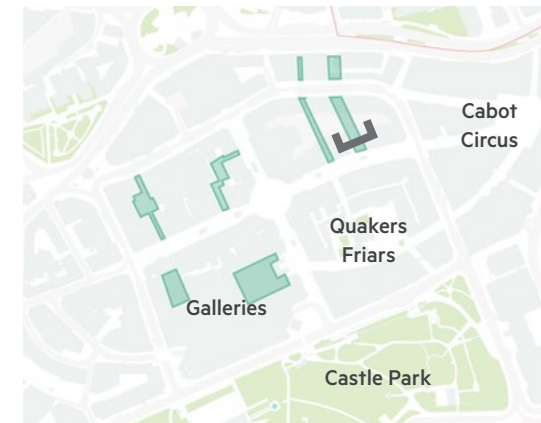 Cabot
Circus
Quakers
Friars
Galleries
Castle Park